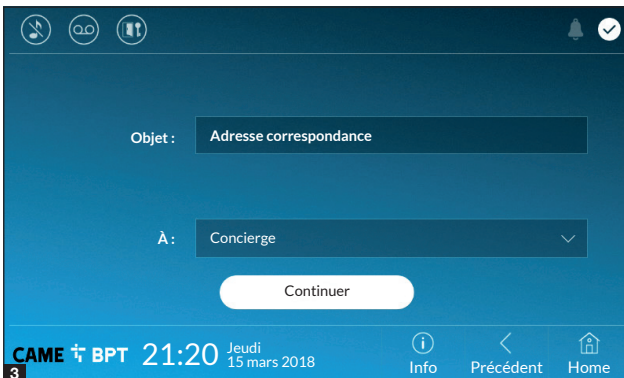 Objet :
Adresse correspondance
À :
Concierge
Continuer
CAME BPT
21:20
Jeudi
15 mars 2018
Info
Précédent
Home
3